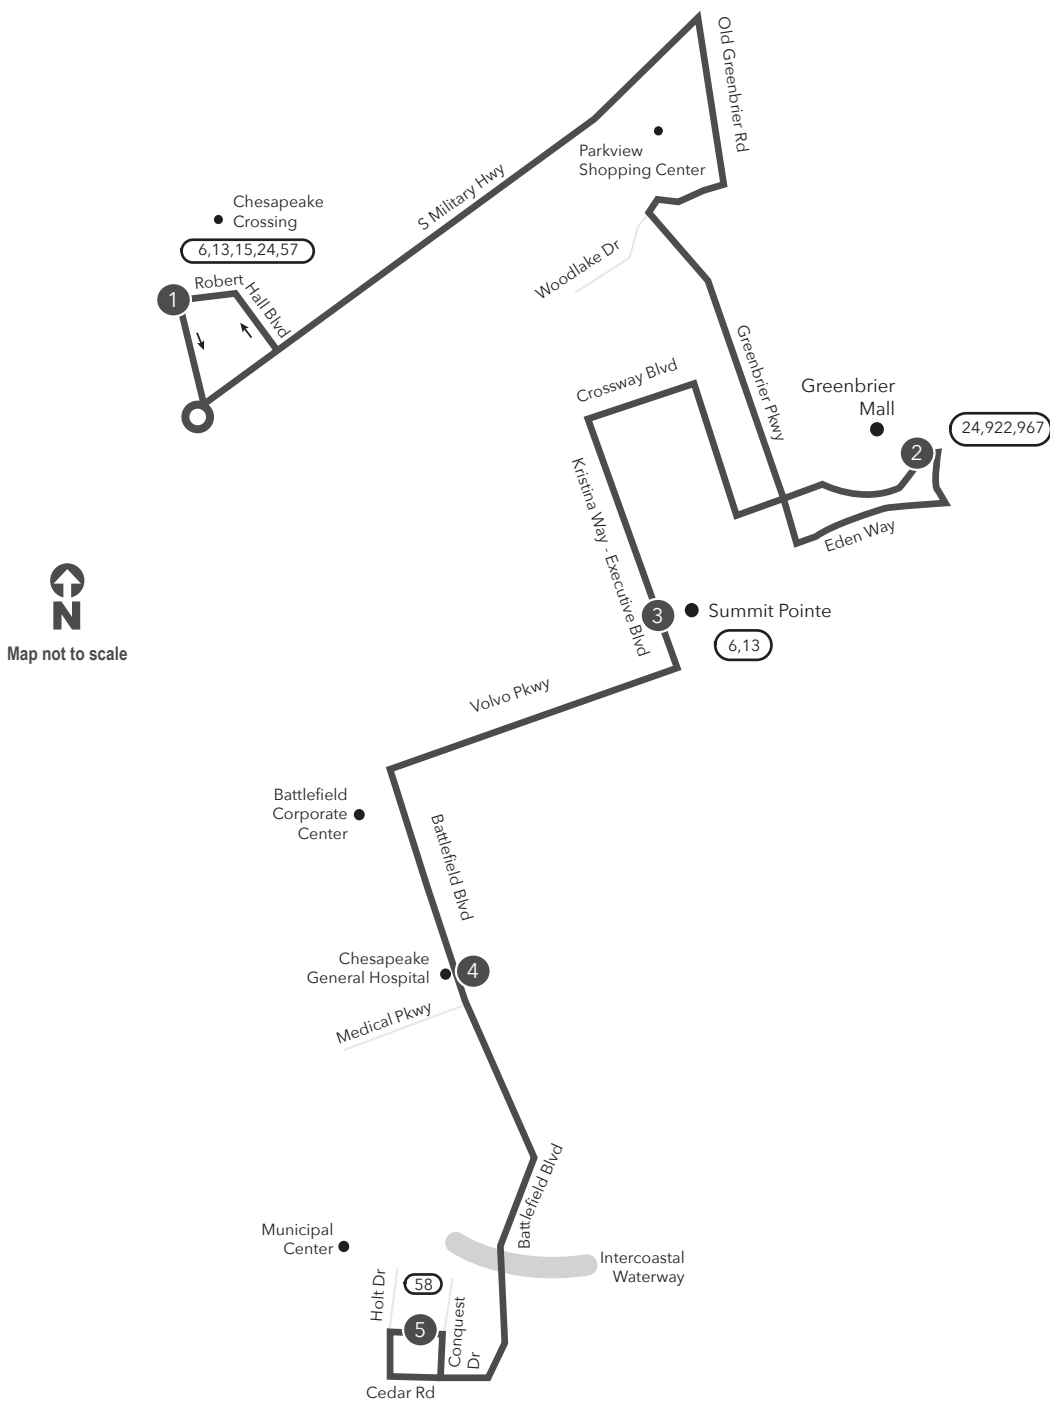 Old Greenbrier Rd
Parkview
Shopping Center
S Military Hwy
Chesapeake
Crossing
6,13,15,24,57
Robert
Hall Blvd
1
Woodlake Dr
Greenbrier Pkwy
Crossway Blvd
Greenbrier
Mall
24,922,967
2
Eden Way
Kristina Way - Executive Blvd
N
Map not to scale
3
Summit Pointe
6,13
Volvo Pkwy
Battlefield
Corporate
Center
Battlefield Blvd
Chesapeake
General Hospital
4
Medical Pkwy
Battlefield Blvd
Municipal
Center
Intercoastal
Waterway
Holt Dr
58
5
Conquest
Dr
Cedar Rd